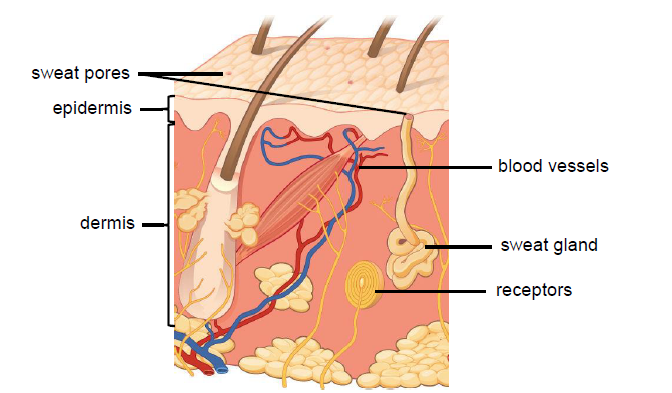 sweat pores
epidermis
dermis
blood vessels
sweat gland
receptors